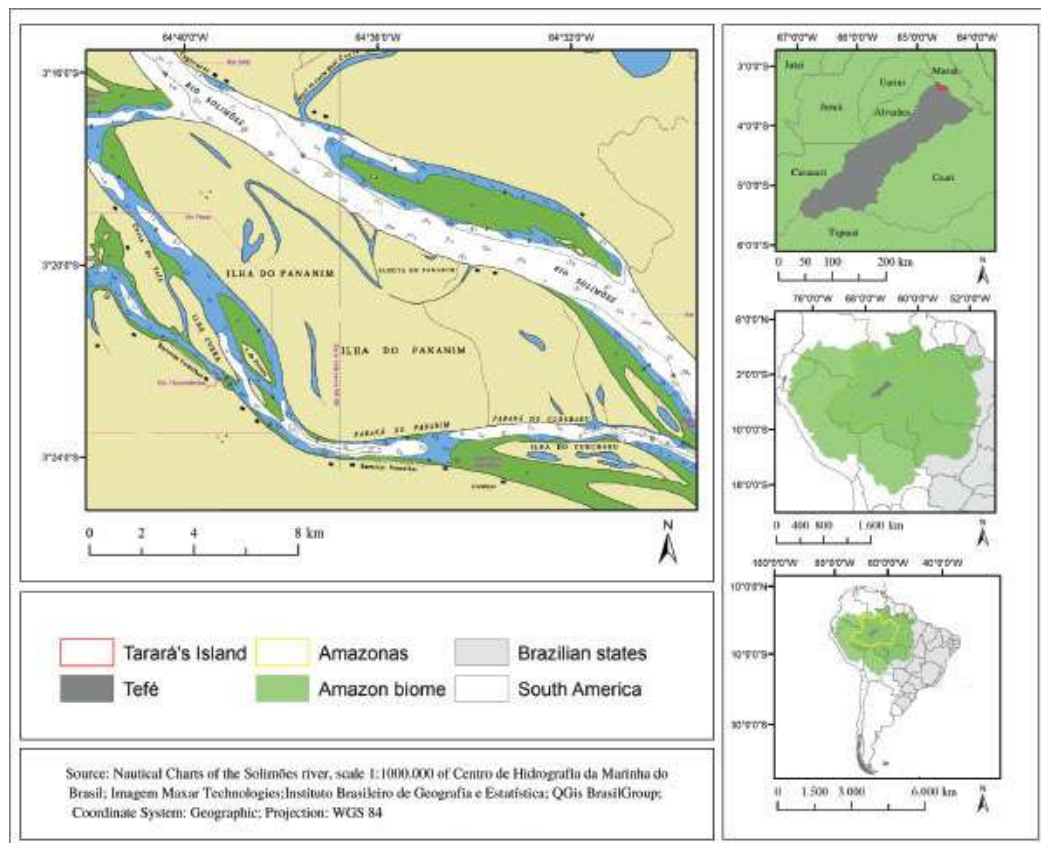 64°40'0"W 64°36'0"W 64°32'0"W
3°16'0"S
3°20'0"S
3°24'0"S
RIO SOLIMÕES
ILHA DO PANANIM
ILHOTA DO PANANIM
RIO SOLIMÕES
ILHA DO PANANIM
PARANÁ DO PANANIM
PARANÁ DO CURUBARU
ILHA DO CURUBARU
0 2 4 8 km
N
67°0'0"W 66°0'0"W 65°0'0"W 64°0'0"W
3°0'0"S
4°0'0"S
5°0'0"S
6°0'0"S
Jutaí
Uarini
Maraã
Juruá
Alvarães
Carauari
Coari
Tapauá
0 50 100 200 km
N
76°0'0"W 68°0'0"W 60°0'0"W 52°0'0"W
6°0'0"N
2°0'0"S
10°0'0"S
18°0'0"S
0 400 800 1.600 km
N
100°0'0"W 80°0'0"W 60°0'0"W 40°0'0"W
10°0'0"N
10°0'0"S
30°0'0"S
0 1.500 3.000 6.000 km
N
Tarará's Island Amazonas Brazilian states
Tefé Amazon biome South America
Source: Nautical Charts of the Solimões river, scale 1:1000.000 of Centro de Hidrografia da Marinha do
Brasil; Imagem Maxar Technologies;Instituto Brasileiro de Geografia e Estatística; QGis BrasilGroup;
Coordinate System: Geographic; Projection: WGS 84